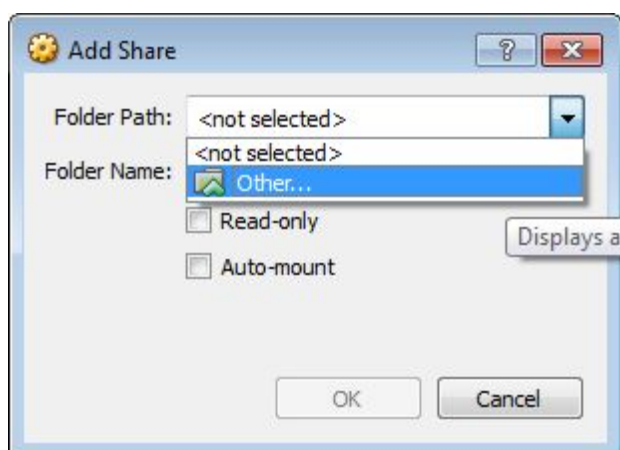 Add Share
Folder Path: <not selected>
<not selected>
Folder Name: Other...
Read-only
Displays a
Auto-mount
OK Cancel